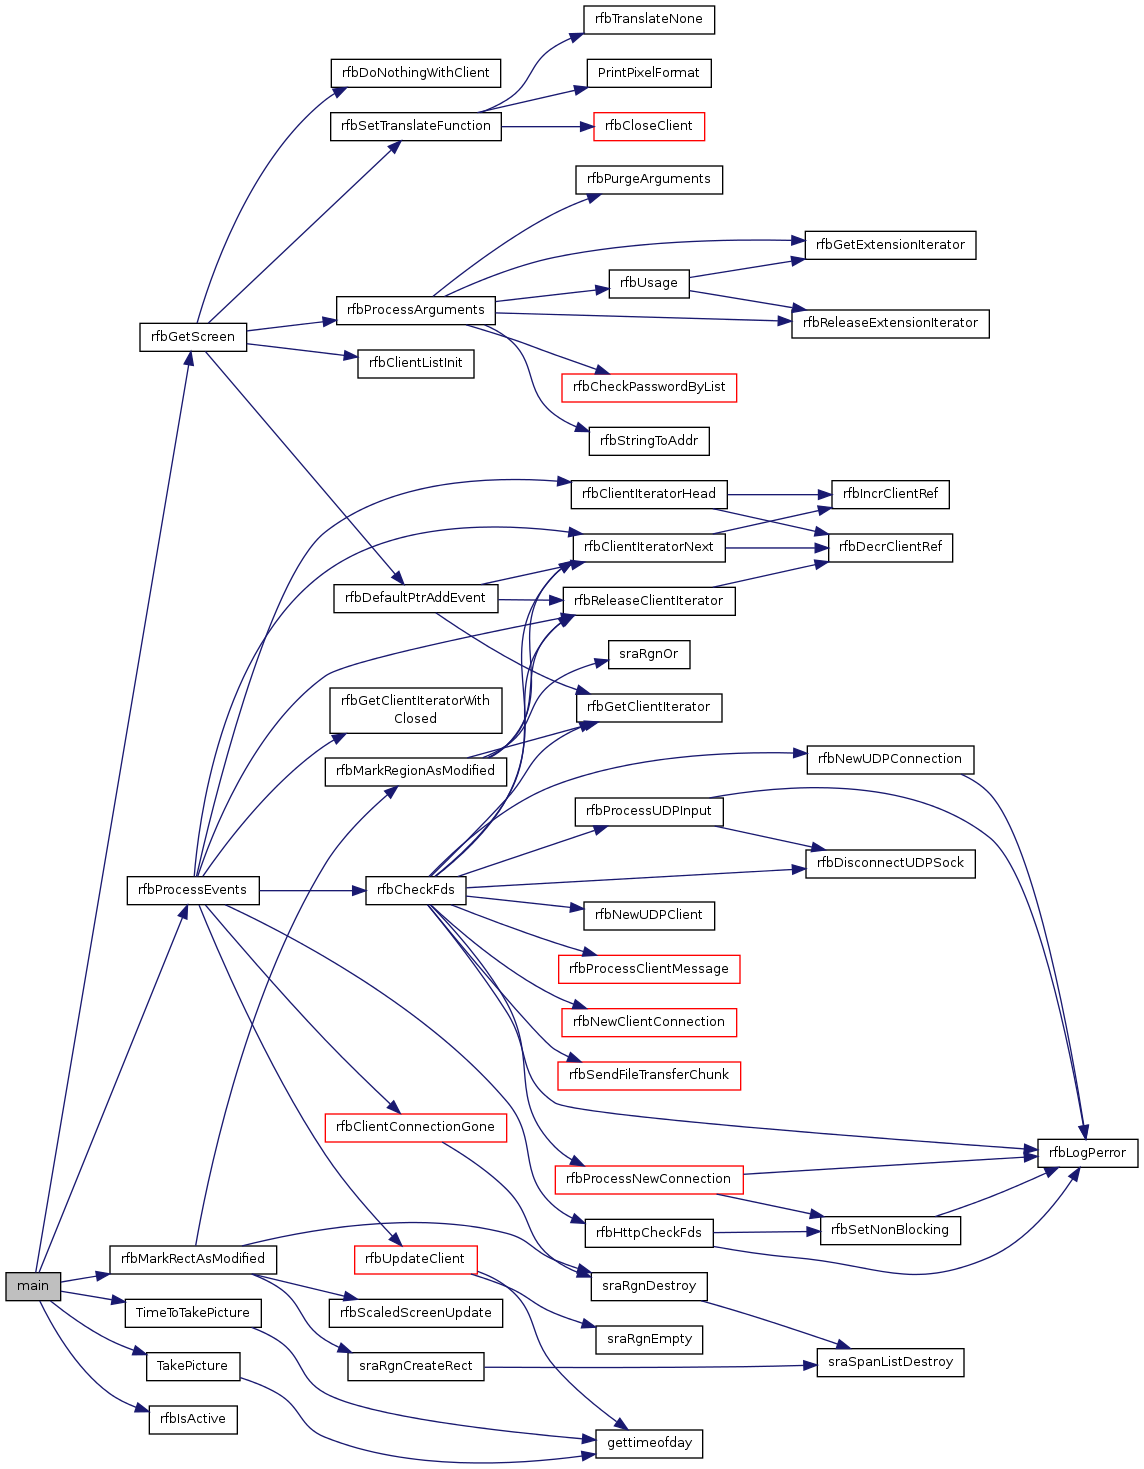 rfbTranslateNone
rfbDoNothingWithClient
PrintPixelFormat
rfbSetTranslateFunction
rfbCloseClient
rfbPurgeArguments
rfbGetExtensionIterator
rfbUsage
rfbProcessArguments
rfbReleaseExtensionIterator
rfbGetScreen
rfbClientListInit
rfbCheckPasswordByList
rfbStringToAddr
rfbClientIteratorHead
rfbIncrClientRef
rfbClientIteratorNext
rfbDecrClientRef
rfbDefaultPtrAddEvent
rfbReleaseClientIterator
sraRgnOr
rfbGetClientIteratorWith
Closed
rfbGetClientIterator
rfbMarkRegionAsModified
rfbNewUDPConnection
rfbProcessUDPInput
rfbDisconnectUDPSock
rfbProcessEvents
rfbCheckFds
rfbNewUDPClient
rfbProcessClientMessage
rfbNewClientConnection
rfbSendFileTransferChunk
rfbClientConnectionGone
rfbLogPerror
rfbProcessNewConnection
rfbHttpCheckFds
rfbSetNonBlocking
rfbMarkRectAsModified
rfbUpdateClient
main
sraRgnDestroy
TimeToTakePicture
rfbScaledScreenUpdate
sraRgnEmpty
TakePicture
sraRgnCreateRect
sraSpanListDestroy
rfbIsActive
gettimeofday